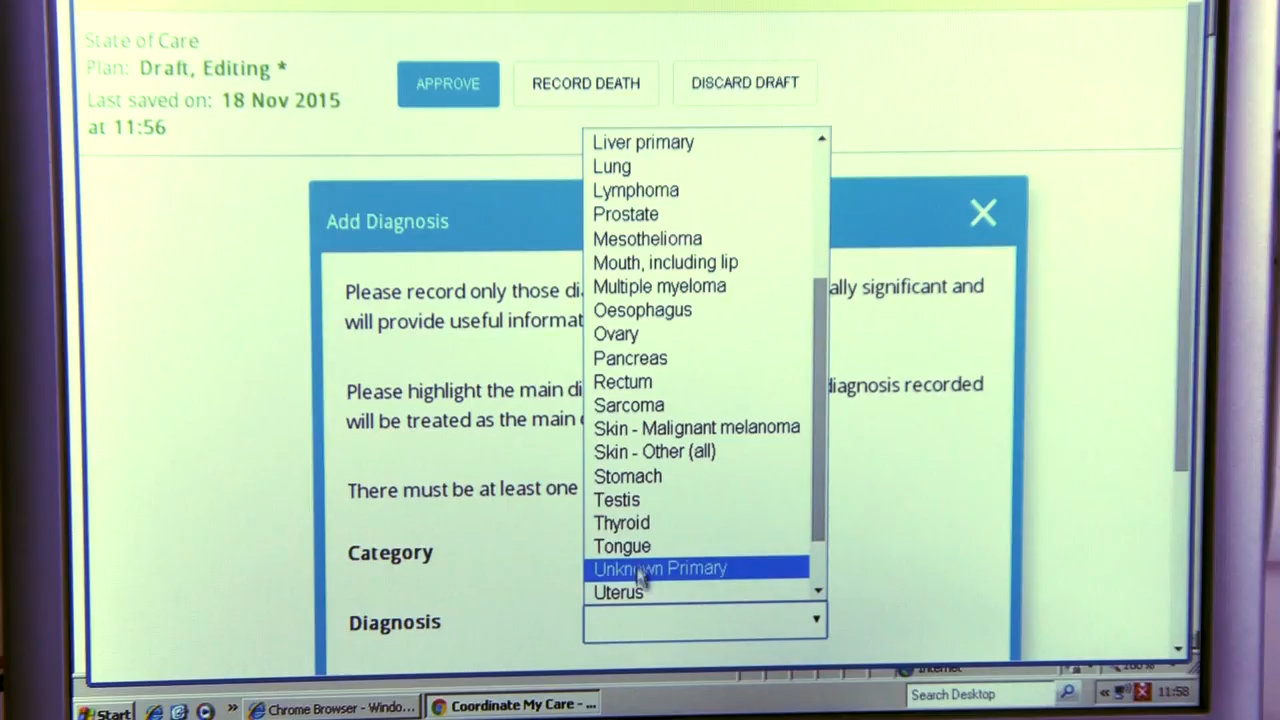 State of Care
Plan: Draft, Editing *
Last saved on: 18 Nov 2015
at 11:56
APPROVE
RECORD DEATH
DISCARD DRAFT
Add Diagnosis
Please record only those di
ally significant and
will provide useful informat
Please highlight the main di
diagnosis recorded
will be treated as the main
There must be at least one
Category
Diagnosis
Liver primary
Lung
Lymphoma
Prostate
Mesothelioma
Mouth, including lip
Multiple myeloma
Oesophagus
Ovary
Pancreas
Rectum
Sarcoma
Skin - Malignant melanoma
Skin - Other (all)
Stomach
Testis
Thyroid
Tongue
Unknown Primary
Uterus
Internet
100%
Search Desktop
Start
Chrome Browser - Windo...
Coordinate My Care - ...
11:58